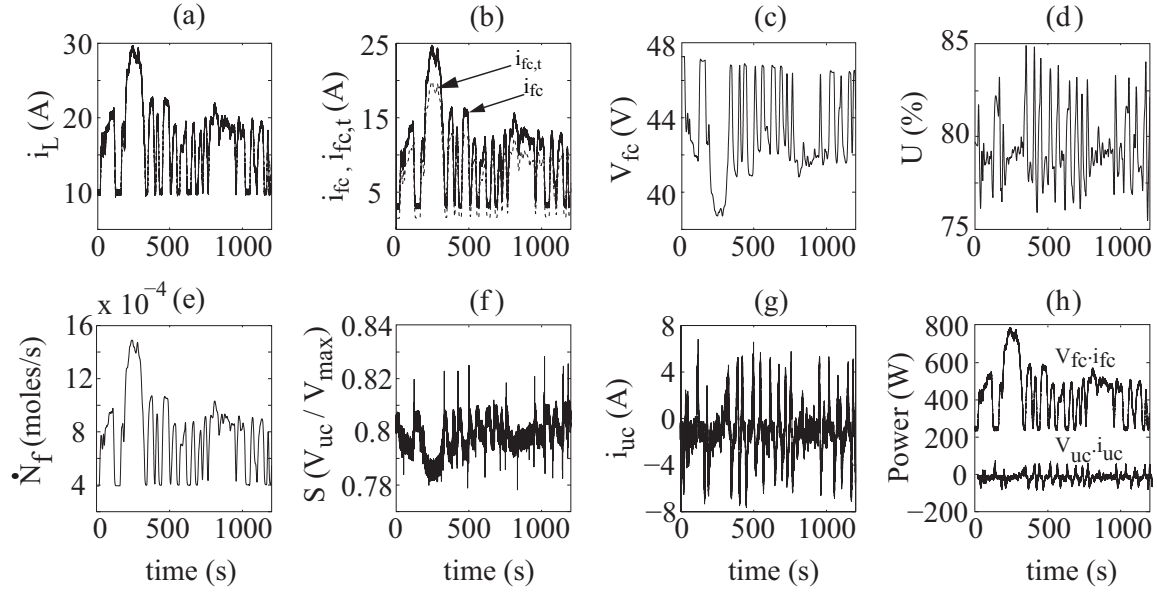 (a)
30
20
10
0 500 1000
i_L (A)
(b)
25
15
5
0 500 1000
i_fc , i_fc,t (A)
i_fc,t
i_fc
(c)
48
44
40
0 500 1000
V_fc (V)
(d)
85
80
75
0 500 1000
U (%)
x 10^−4 (e)
16
12
8
4
0 500 1000
Ṅ_f (moles/s)
time (s)
(f)
0.84
0.82
0.8
0.78
0 500 1000
S (V_uc / V_max)
time (s)
(g)
8
4
0
−4
−8
0 500 1000
i_uc (A)
time (s)
(h)
800
600
400
200
0
−200
0 500 1000
Power (W)
V_fc·i_fc
V_uc·i_uc
time (s)